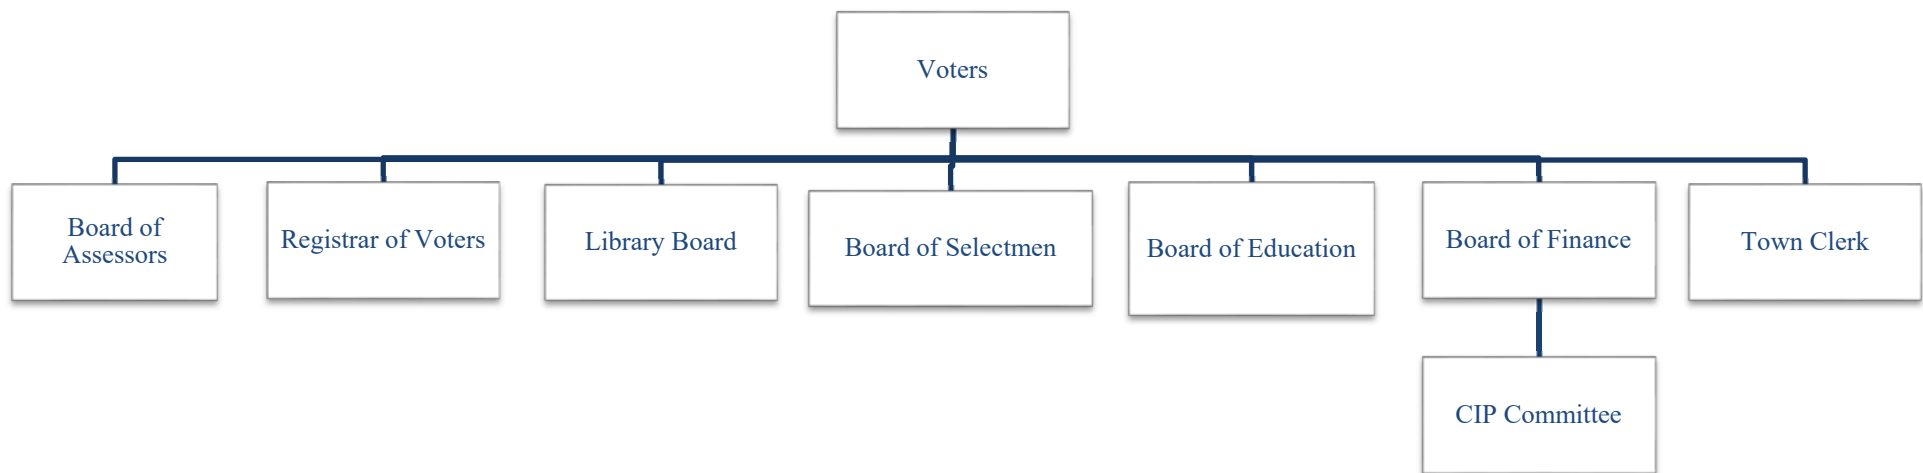 Voters
Board of
Assessors
Registrar of Voters
Library Board
Board of Selectmen
Board of Education
Board of Finance
Town Clerk
CIP Committee